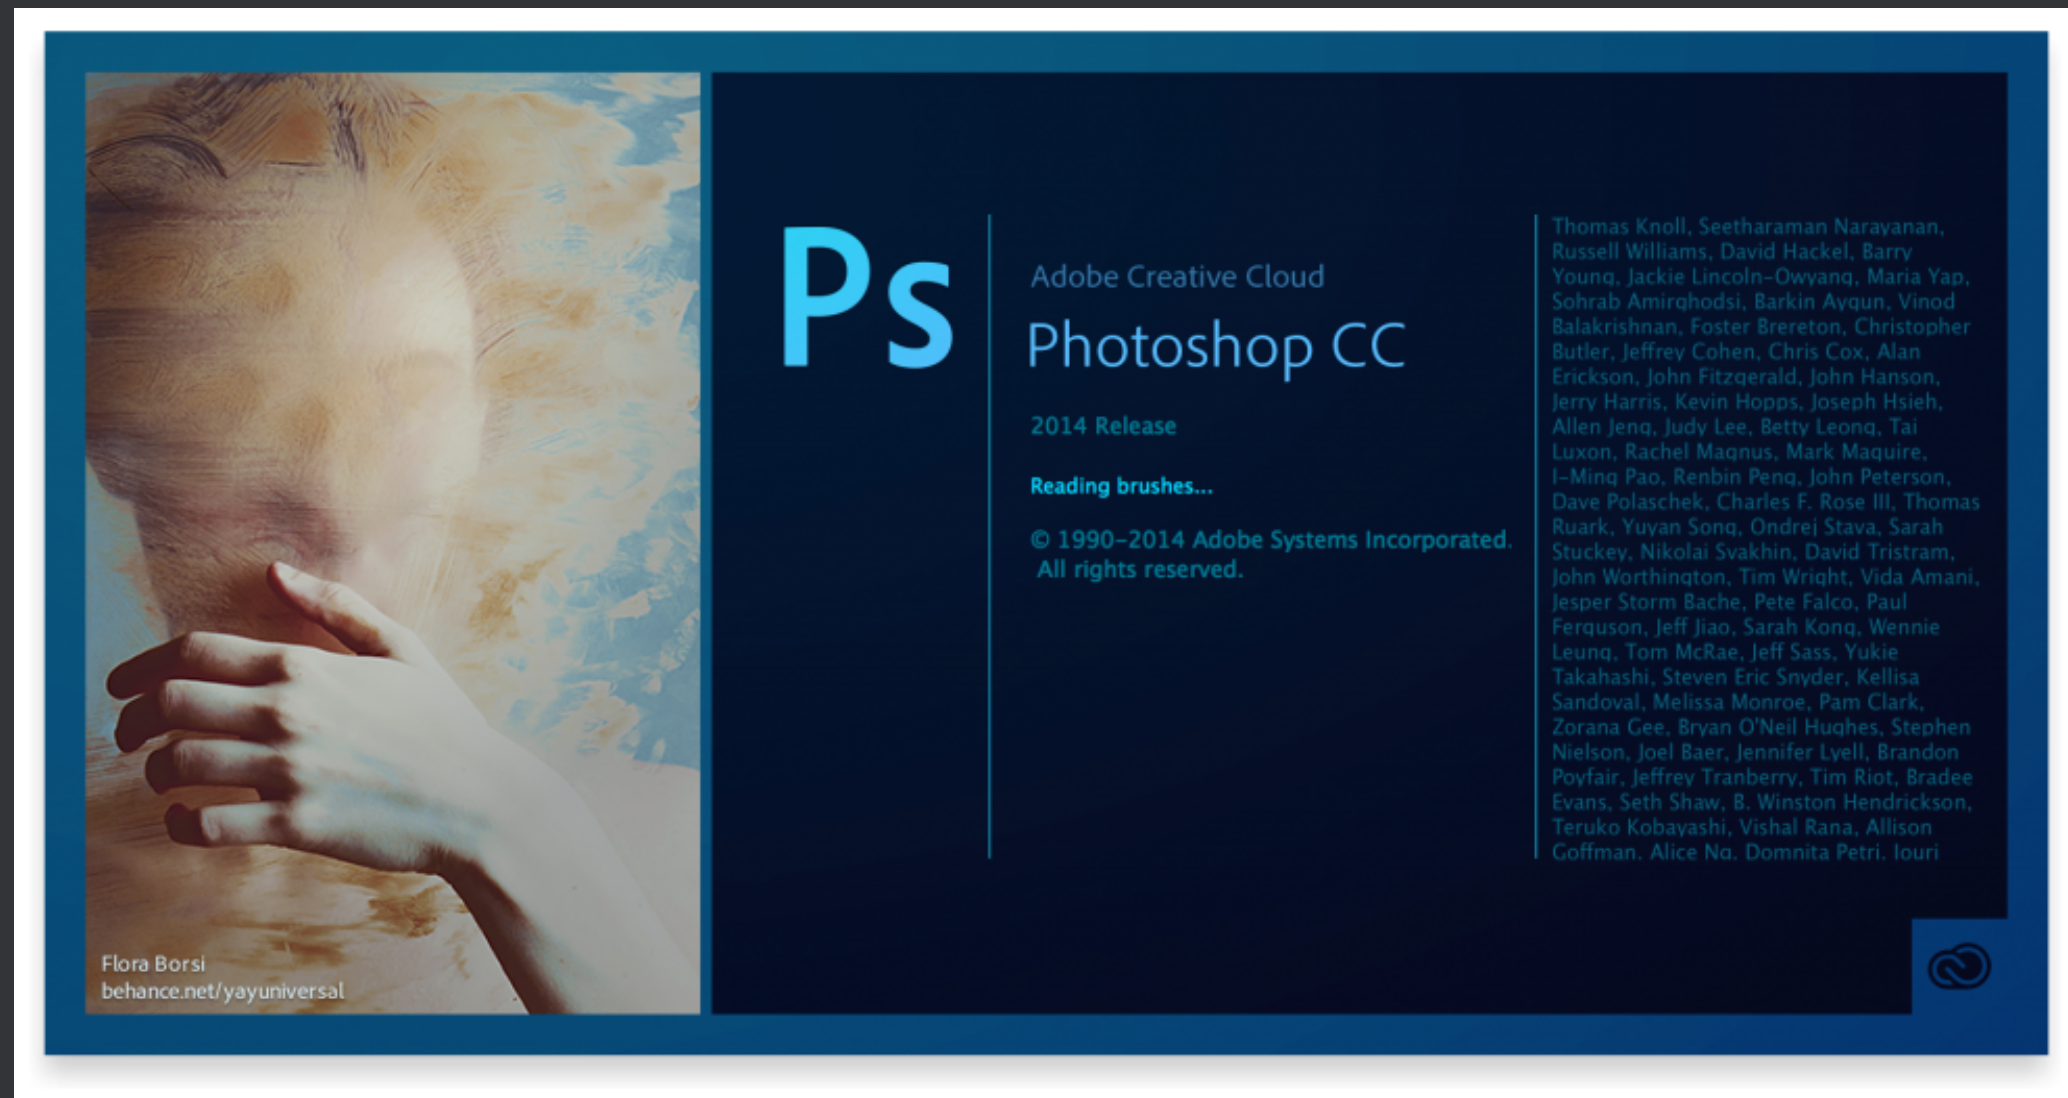 Flora Borsi
behance.net/yayuniversal
Ps
Adobe Creative Cloud
Photoshop CC
2014 Release
Reading brushes...
© 1990-2014 Adobe Systems Incorporated.
All rights reserved.
Thomas Knoll, Seetharaman Narayanan,
Russell Williams, David Hackel, Barry
Young, Jackie Lincoln-Owyang, Maria Yap,
Sohrab Amirghodsi, Barkin Aygun, Vinod
Balakrishnan, Foster Brereton, Christopher
Butler, Jeffrey Cohen, Chris Cox, Alan
Erickson, John Fitzgerald, John Hanson,
Jerry Harris, Kevin Hopps, Joseph Hsieh,
Allen Jeng, Judy Lee, Betty Leong, Tai
Luxon, Rachel Magnus, Mark Maguire,
I-Ming Pao, Renbin Peng, John Peterson,
Dave Polaschek, Charles F. Rose III, Thomas
Ruark, Yuyan Song, Ondrej Stava, Sarah
Stuckey, Nikolai Svakhin, David Tristram,
John Worthington, Tim Wright, Vida Amani,
Jesper Storm Bache, Pete Falco, Paul
Ferguson, Jeff Jiao, Sarah Kong, Wennie
Leung, Tom McRae, Jeff Sass, Yukie
Takahashi, Steven Eric Snyder, Kellisa
Sandoval, Melissa Monroe, Pam Clark,
Zorana Gee, Bryan O'Neil Hughes, Stephen
Nielson, Joel Baer, Jennifer Lyell, Brandon
Poyfair, Jeffrey Tranberry, Tim Riot, Bradee
Evans, Seth Shaw, B. Winston Hendrickson,
Teruko Kobayashi, Vishal Rana, Allison
Goffman, Alice Ng, Domnita Petri, Iouri